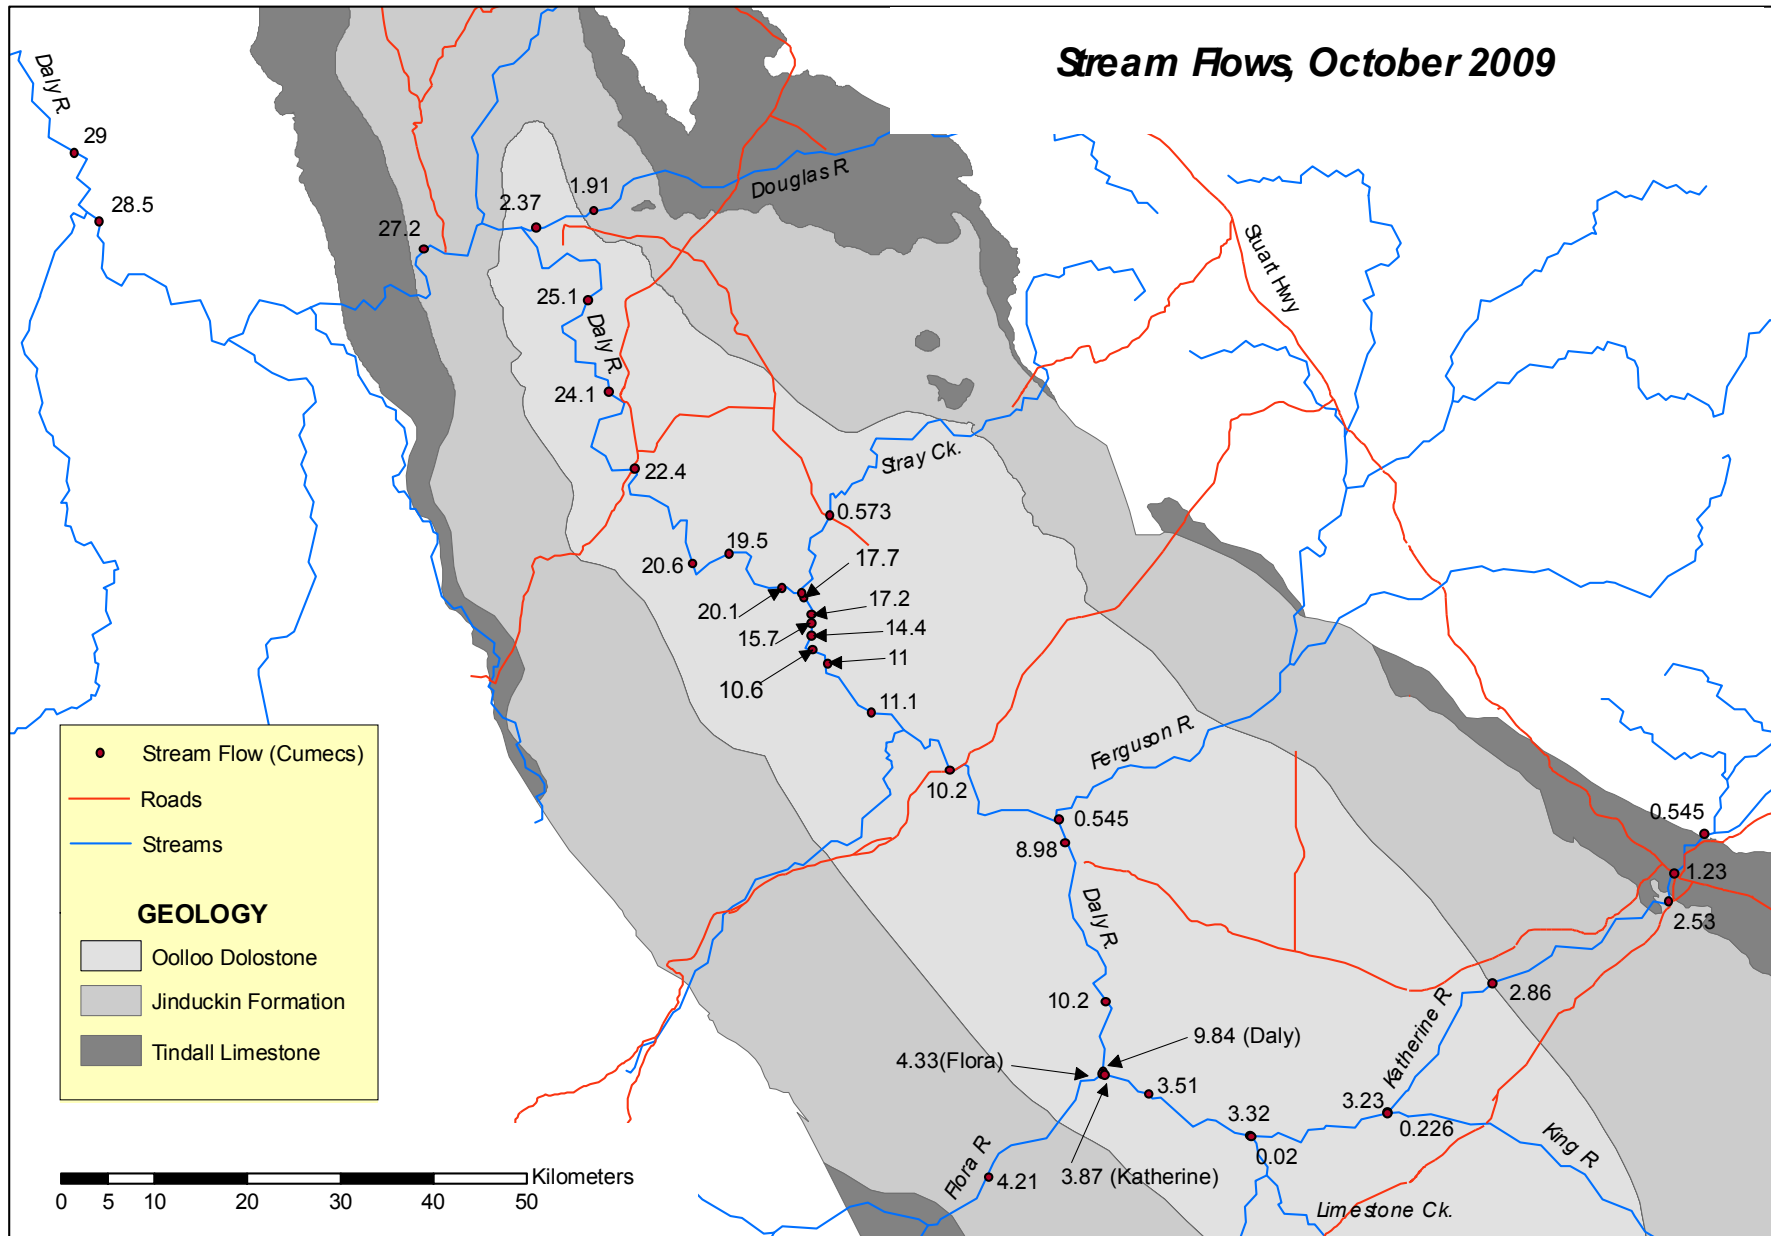 Stream Flows, October 2009
Daly R.
29
28.5
27.2
2.37
1.91
Douglas R.
25.1
Daly R.
24.1
22.4
Stray Ck.
0.573
Stuart Hwy
19.5
20.6
17.7
20.1
17.2
15.7
14.4
11
10.6
11.1
10.2
Ferguson R.
0.545
8.98
Daly R.
10.2
0.545
1.23
2.53
2.86
Katherine R.
9.84 (Daly)
4.33(Flora)
3.51
3.32
3.23
0.226
0.02
King R.
3.87 (Katherine)
Flora R.
4.21
Limestone Ck.
Stream Flow (Cumecs)
Roads
Streams
GEOLOGY
Oolloo Dolostone
Jinduckin Formation
Tindall Limestone
Kilometers
0 5 10 20 30 40 50